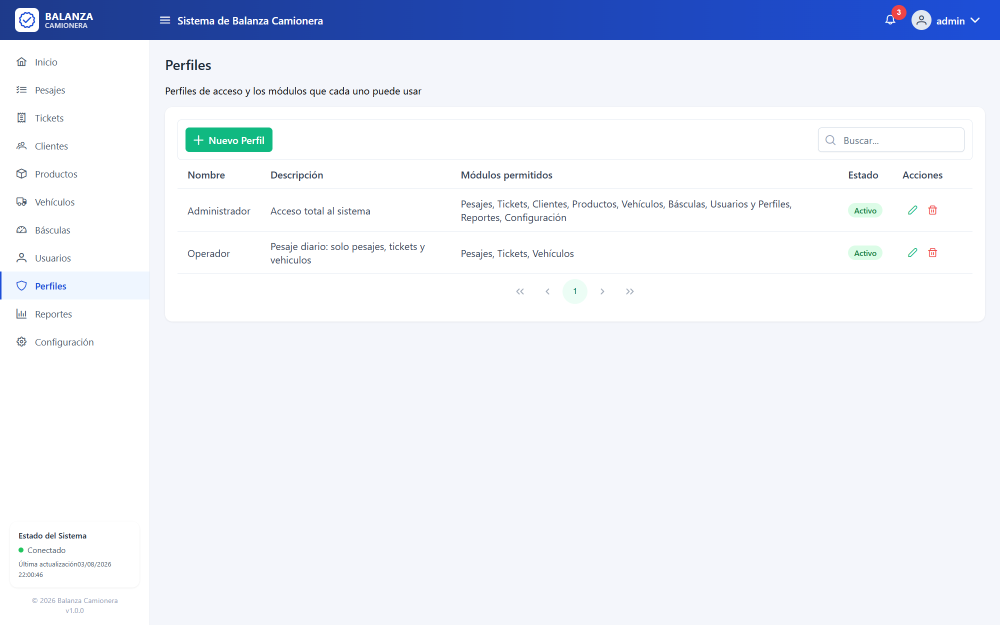 BALANZA
CAMIONERA
Sistema de Balanza Camionera
3
admin
Inicio
Pesajes
Tickets
Clientes
Productos
Vehículos
Básculas
Usuarios
Perfiles
Reportes
Configuración
Estado del Sistema
Conectado
Última actualización03/08/2026
22:00:46
© 2026 Balanza Camionera
v1.0.0
Perfiles
Perfiles de acceso y los módulos que cada uno puede usar
Nuevo Perfil
Buscar...
Nombre Descripción Módulos permitidos Estado Acciones
Administrador Acceso total al sistema Pesajes, Tickets, Clientes, Productos, Vehículos, Básculas, Usuarios y Perfiles,
Reportes, Configuración
Activo
Operador
Pesaje diario: solo pesajes, tickets y
vehiculos
Pesajes, Tickets, Vehículos
Activo
1